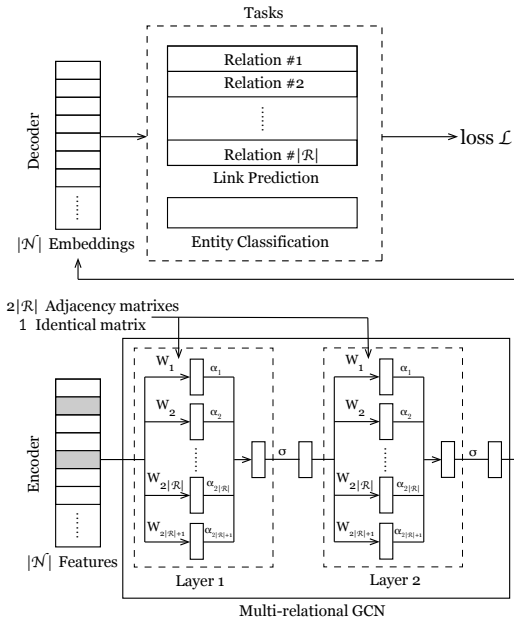 Tasks
Relation #1
Relation #2
......
Relation #|ℛ|
Link Prediction
Entity Classification
Decoder
......
|𝒩| Embeddings
loss ℒ
2|ℛ| Adjacency matrixes
1 Identical matrix
Encoder
......
|𝒩| Features
W₁ α₁
W₂ α₂
......
W₂|ℛ| α₂|ℛ|
W₂|ℛ|₊₁ α₂|ℛ|₊₁
Layer 1
σ
W₁ α₁
W₂ α₂
......
W₂|ℛ| α₂|ℛ|
W₂|ℛ|₊₁ α₂|ℛ|₊₁
Layer 2
σ
Multi-relational GCN